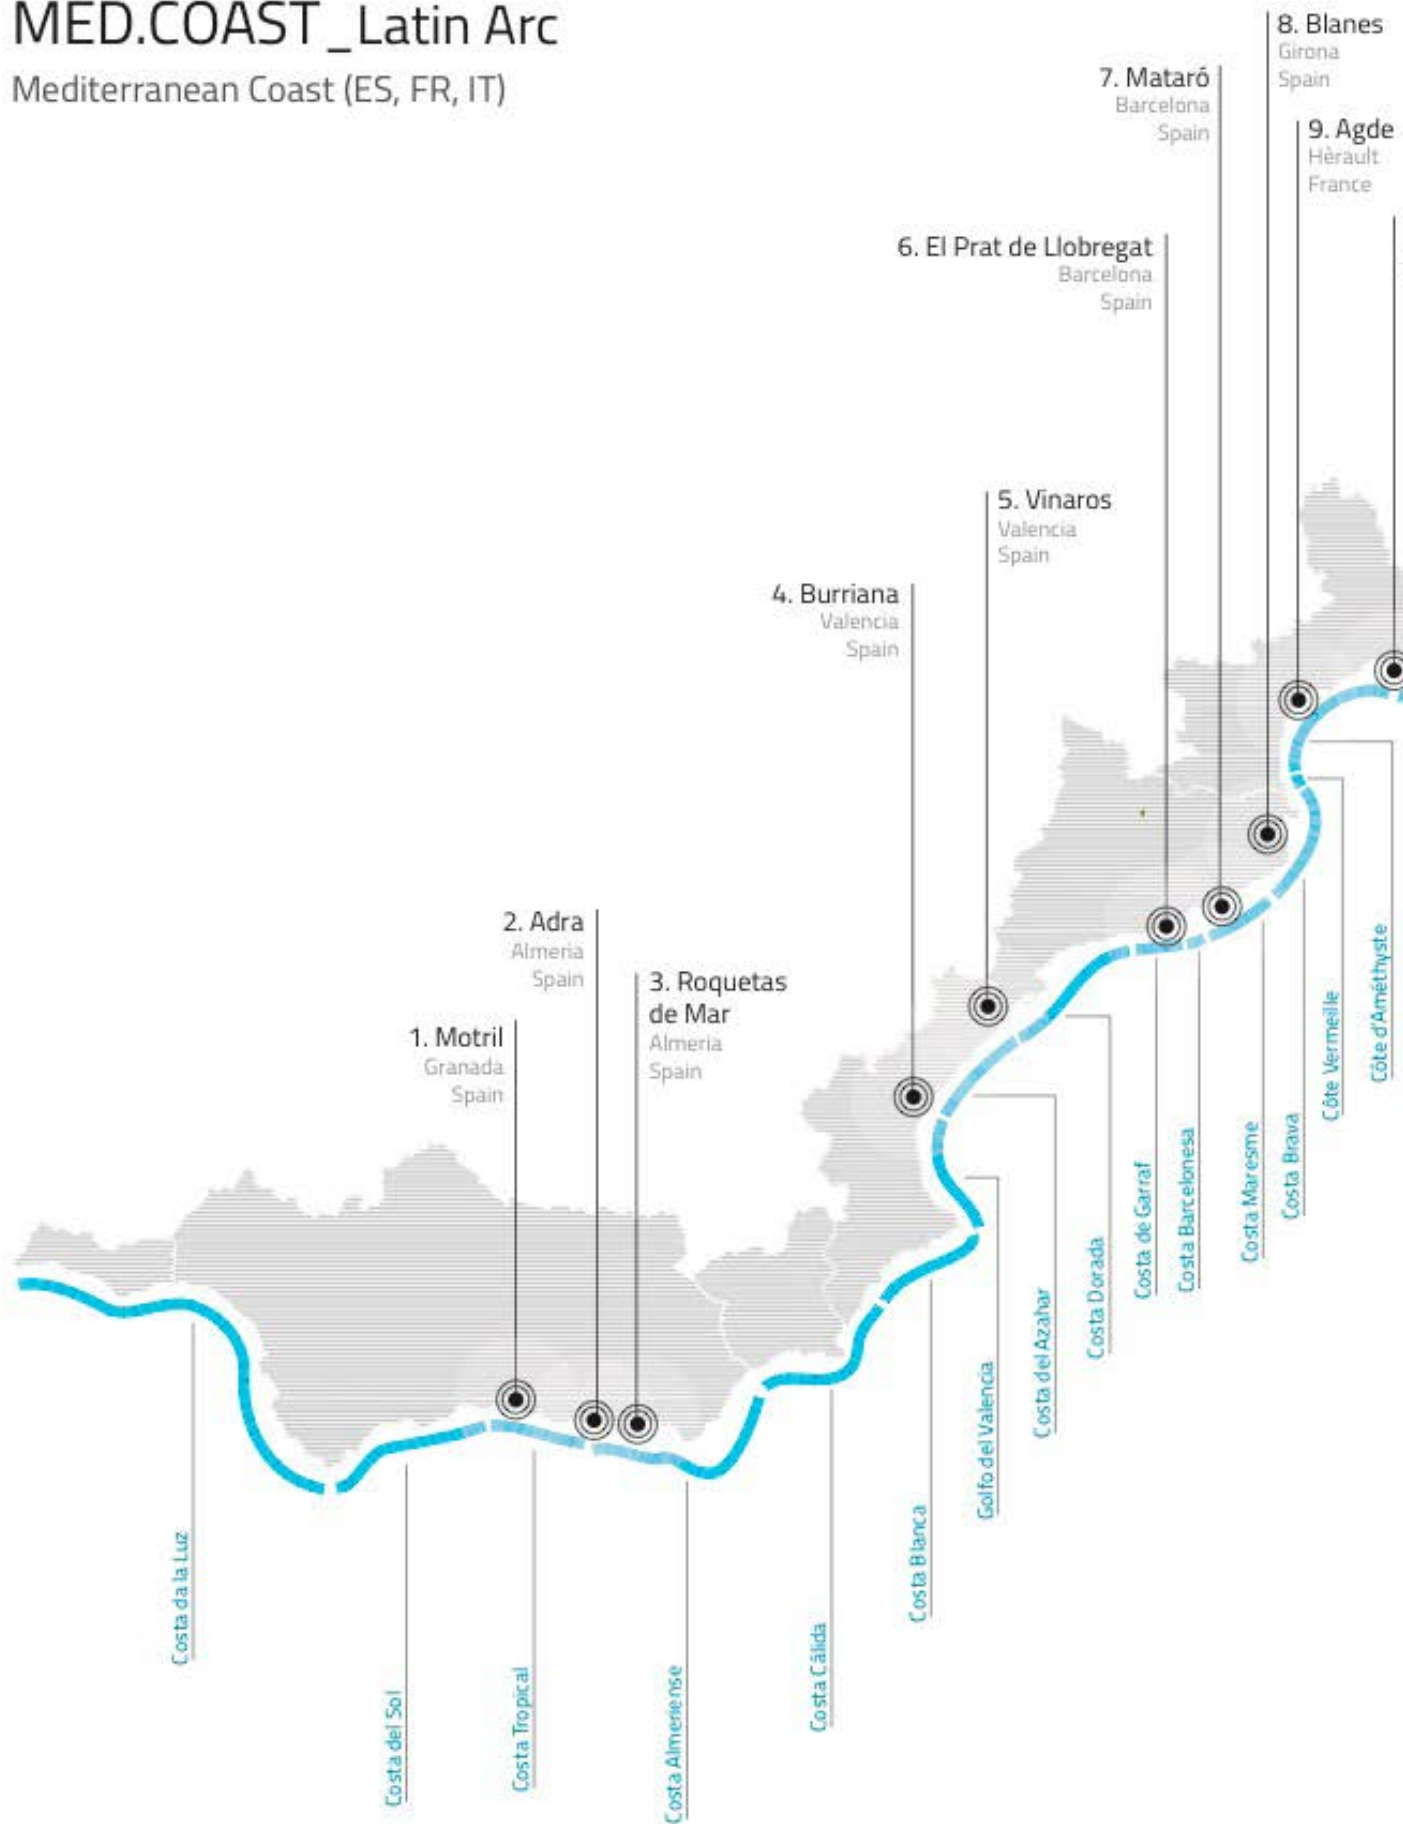 MED.COAST_Latin Arc
Mediterranean Coast (ES, FR, IT)
8. Blanes
Girona
Spain
7. Mataró
Barcelona
Spain
9. Agde
Hèrault
France
6. El Prat de Llobregat
Barcelona
Spain
5. Vinaros
Valencia
Spain
4. Burriana
Valencia
Spain
2. Adra
Almeria
Spain
3. Roquetas
de Mar
Almeria
Spain
1. Motril
Granada
Spain
Costa da la Luz
Costa del Sol
Costa Tropical
Costa Almeriense
Costa Cálida
Costa Blanca
Golfo del Valencia
Costa del Azahar
Costa Dorada
Costa de Garraf
Costa Barcelonesa
Costa Maresme
Costa Brava
Côte Vermeille
Côte d'Améthyste